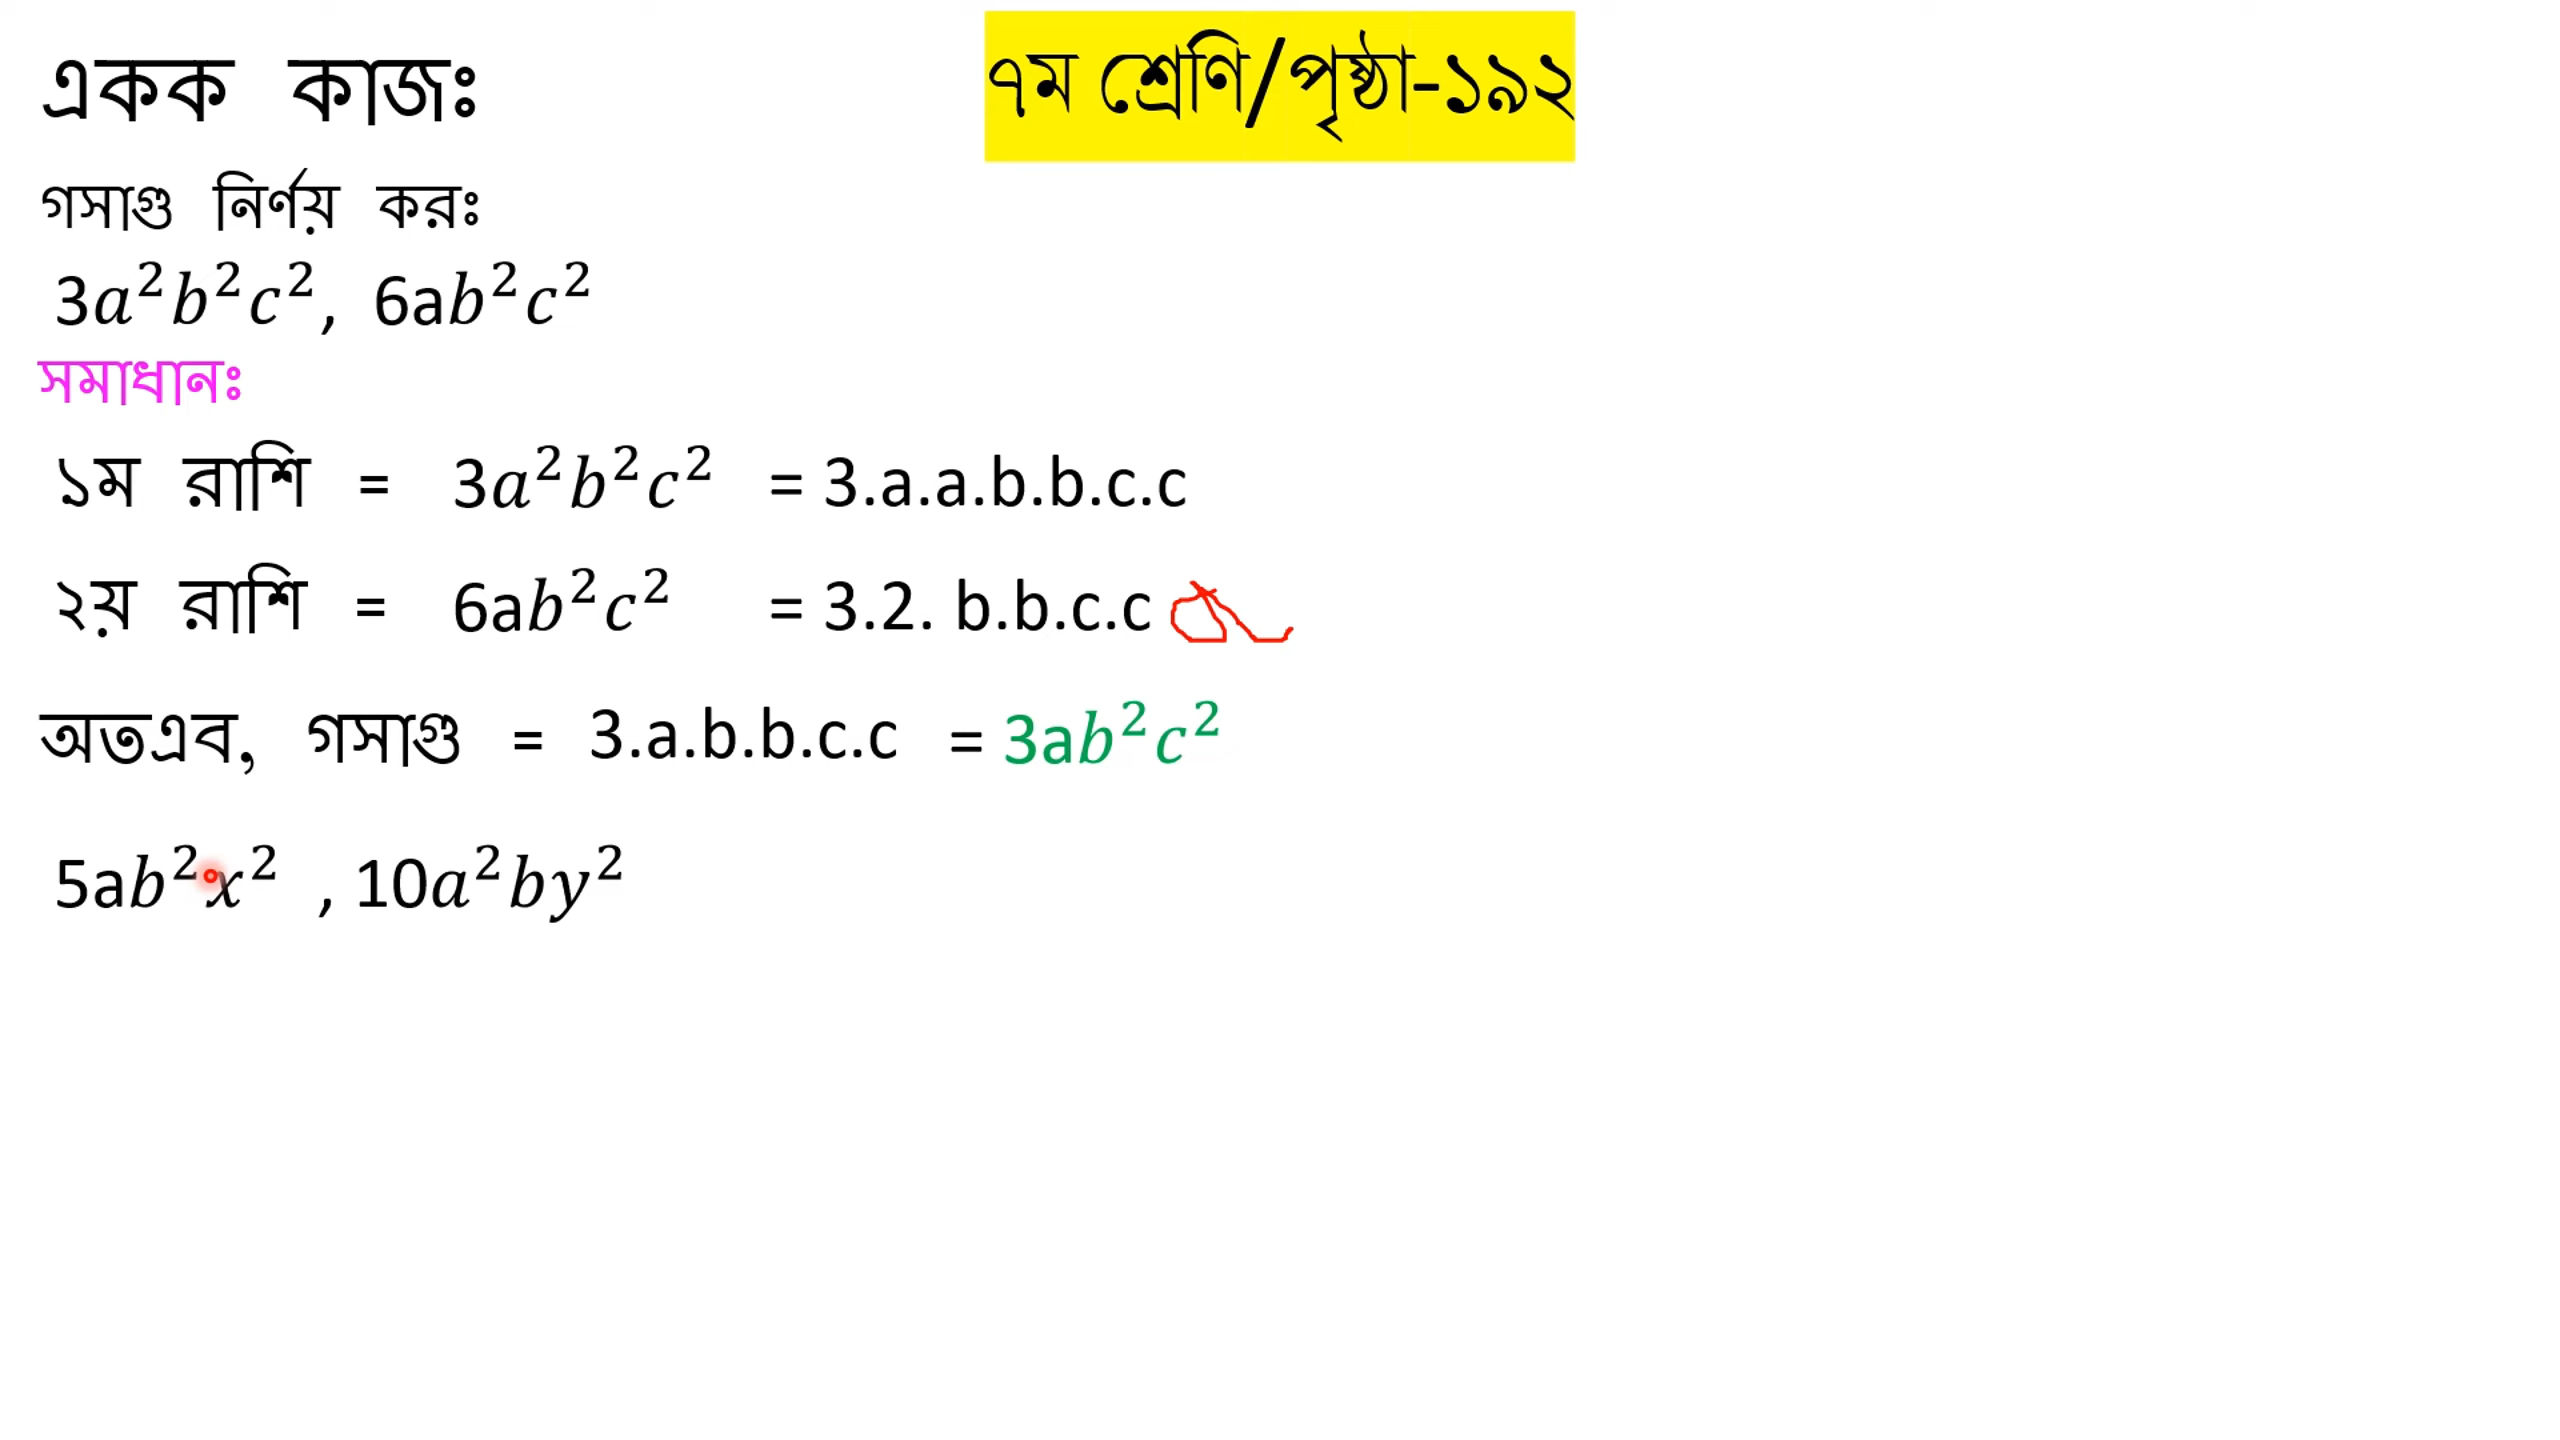 একক কাজঃ
৭ম শ্রেণি/পৃষ্ঠা-১৯২
গসাগু নির্ণয় করঃ
3a²b²c², 6ab²c²
সমাধানঃ
১ম রাশি = 3a²b²c² = 3.a.a.b.b.c.c
২য় রাশি = 6ab²c² = 3.2. b.b.c.c a
অতএব, গসাগু = 3.a.b.b.c.c = 3ab²c²
5ab²x² , 10a²by²